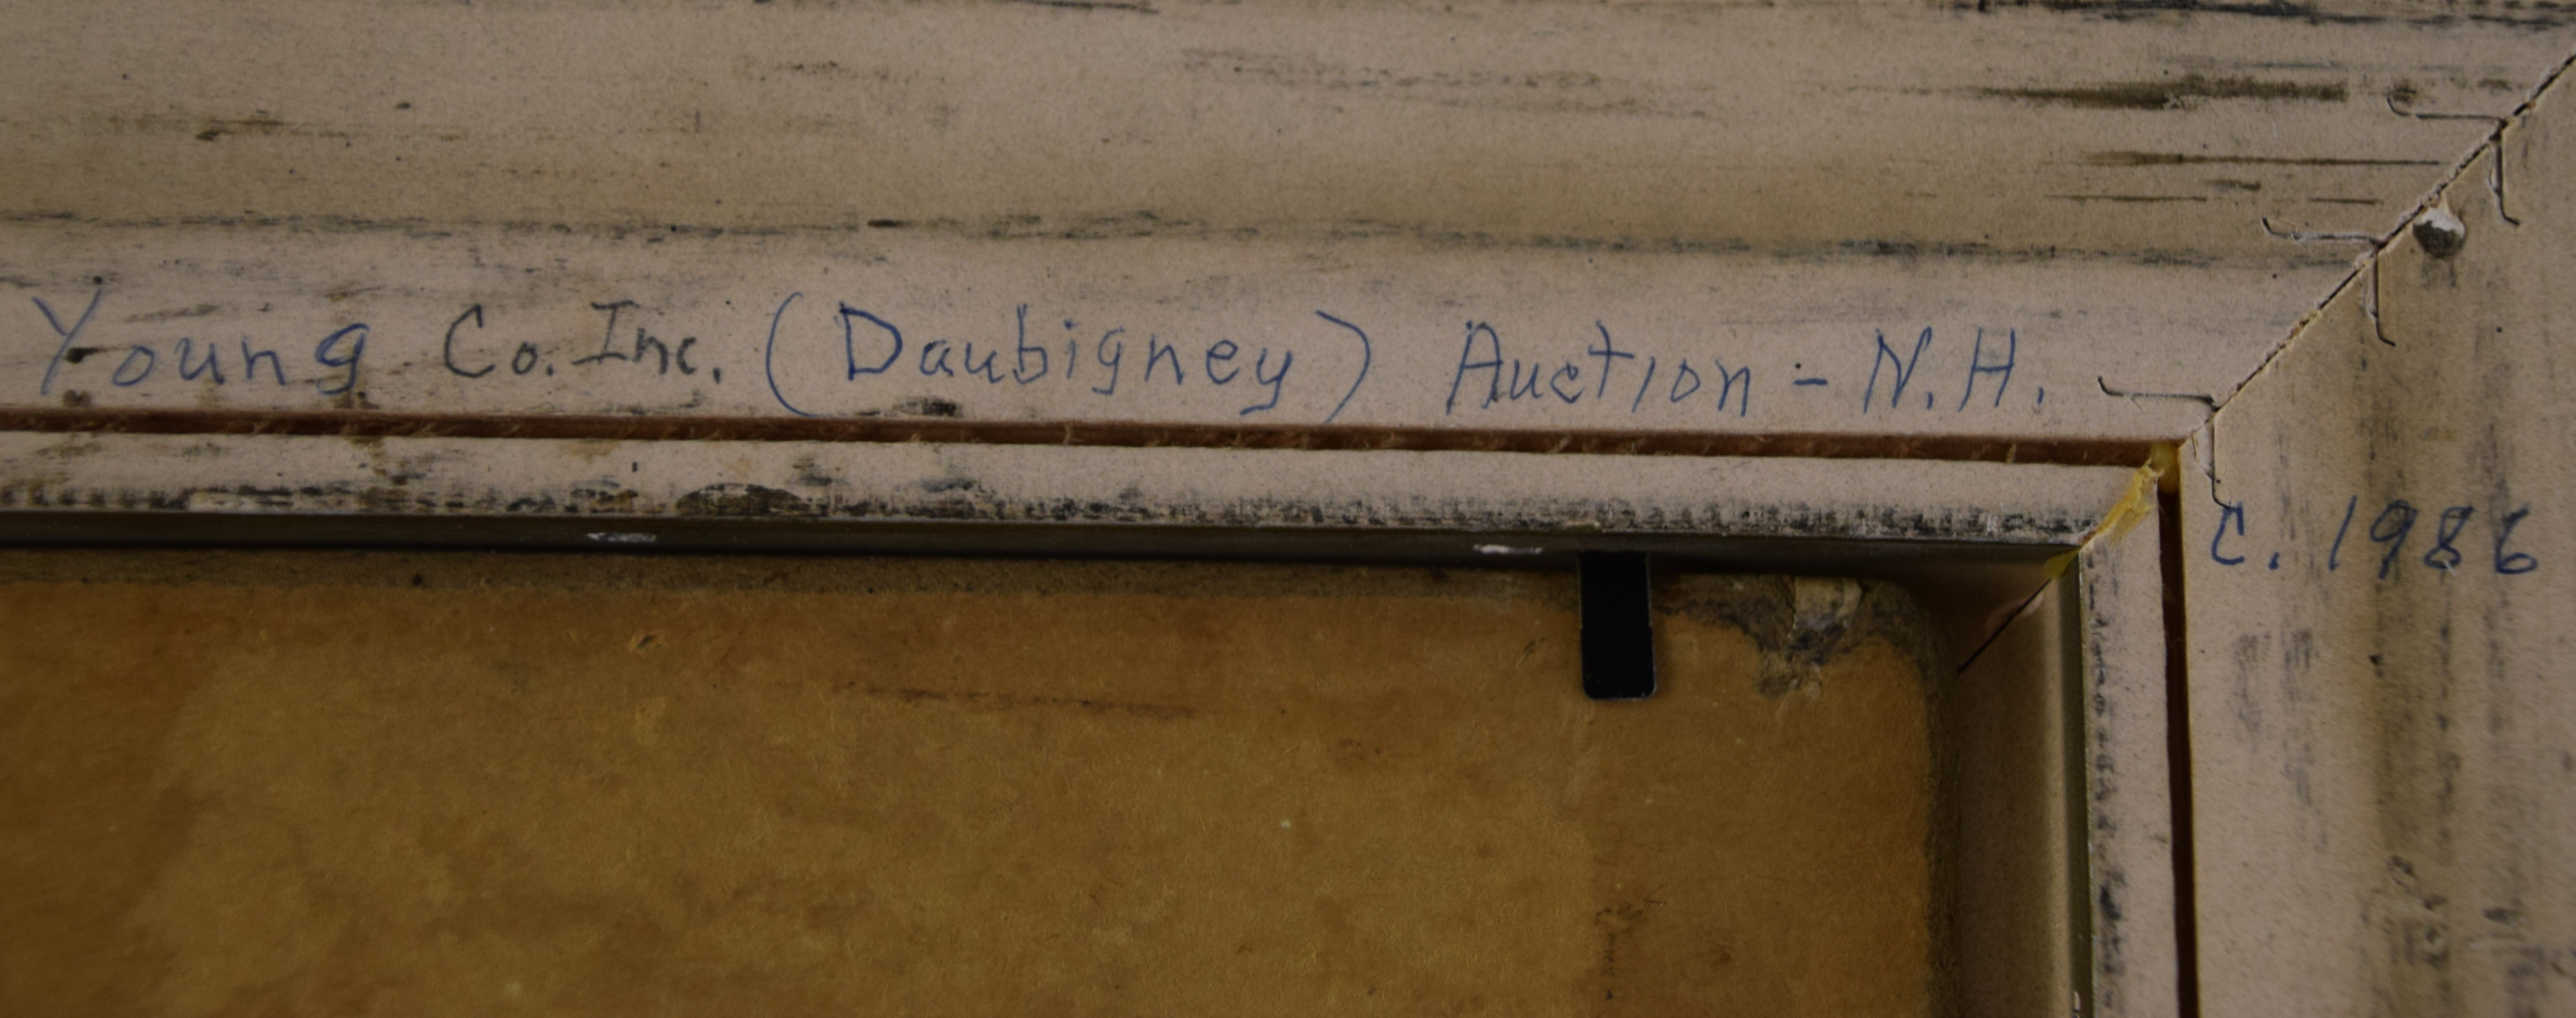 Young Co. Inc. (Daubigney) Auction - N.H.
C. 1986